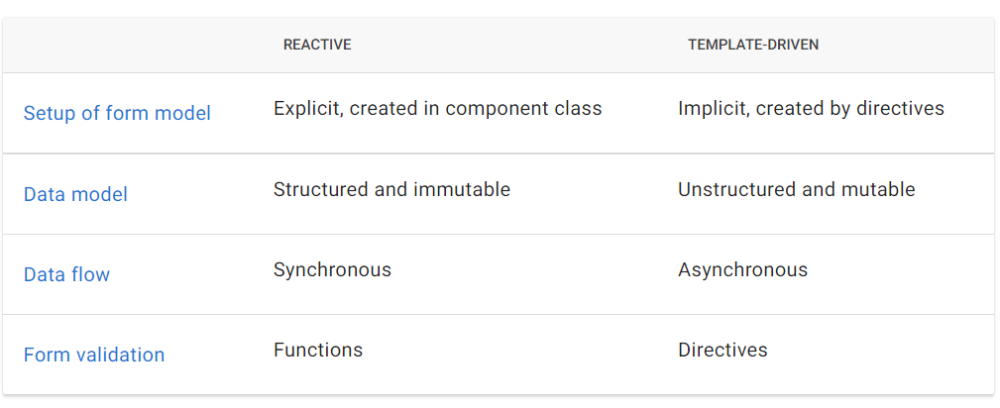 REACTIVE TEMPLATE-DRIVEN
Setup of form model Explicit, created in component class Implicit, created by directives
Data model Structured and immutable Unstructured and mutable
Data flow Synchronous Asynchronous
Form validation Functions Directives